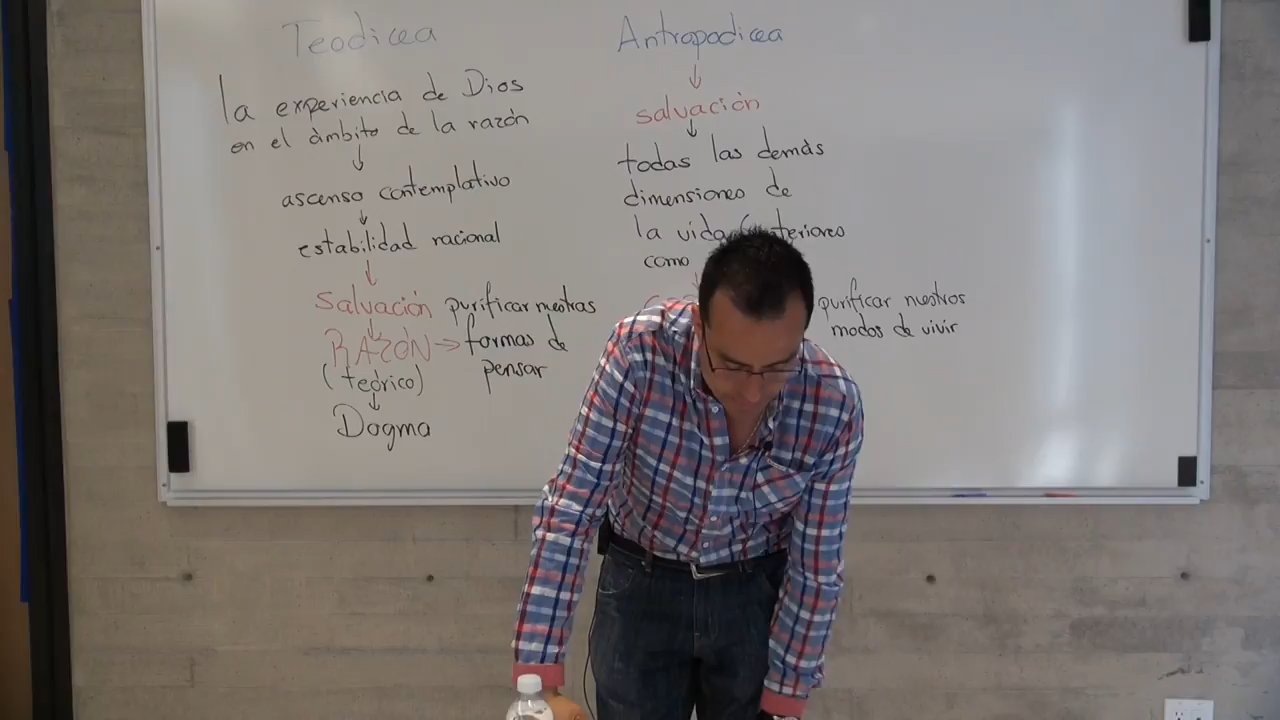 Teodicea
la experiencia de Dios
en el ámbito de la razón
ascenso contemplativo
estabilidad racional
Salvación
RAZÓN
(teórico)
Dogma
purificar nuestras
formas de
pensar
Antropodicea
salvación
todas las demás
dimensiones de
la vida
como
purificar nuestros
modos de vivir